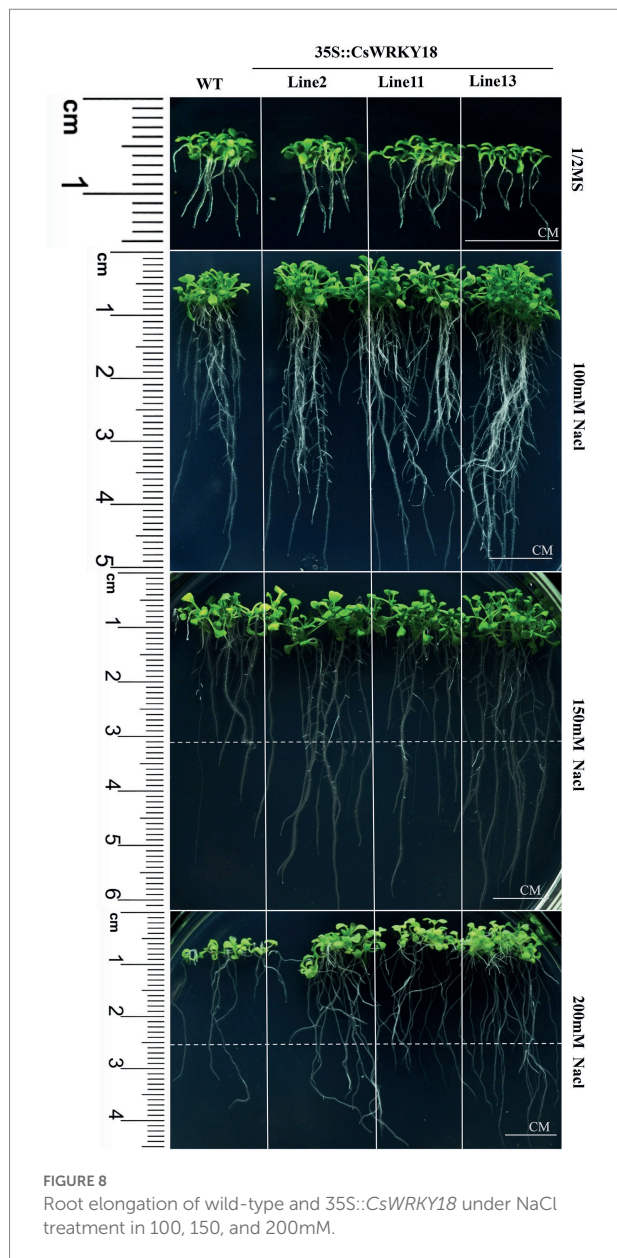 35S::CsWRKY18
WT Line2 Line11 Line13
cm
1
1/2MS
CM
cm
1
2
3
4
5
100mM Nacl
CM
cm
1
2
3
4
5
6
150mM Nacl
CM
cm
1
2
3
4
200mM Nacl
CM
FIGURE 8
Root elongation of wild-type and 35S::CsWRKY18 under NaCl
treatment in 100, 150, and 200mM.